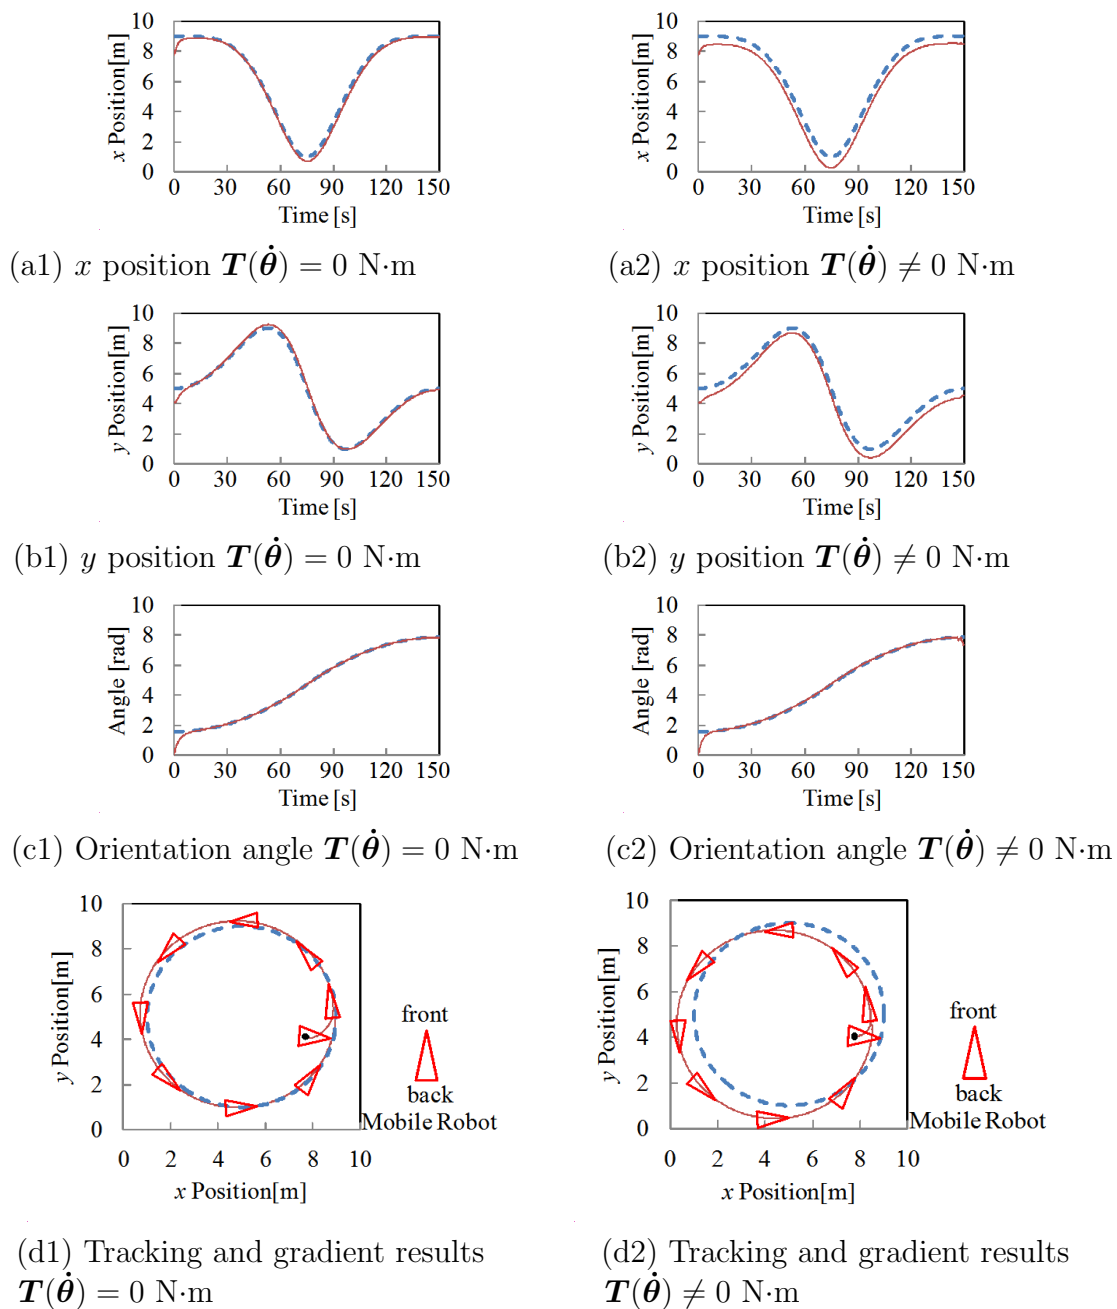 10
8
6
4
2
0
x Position[m]
0 30 60 90 120 150
Time [s]
(a1) x position T(θ̇) = 0 N·m
10
8
6
4
2
0
x Position[m]
0 30 60 90 120 150
Time [s]
(a2) x position T(θ̇) ≠ 0 N·m
10
8
6
4
2
0
y Position[m]
0 30 60 90 120 150
Time [s]
(b1) y position T(θ̇) = 0 N·m
10
8
6
4
2
0
y Position[m]
0 30 60 90 120 150
Time [s]
(b2) y position T(θ̇) ≠ 0 N·m
10
8
6
4
2
0
Angle [rad]
0 30 60 90 120 150
Time [s]
(c1) Orientation angle T(θ̇) = 0 N·m
10
8
6
4
2
0
Angle [rad]
0 30 60 90 120 150
Time [s]
(c2) Orientation angle T(θ̇) ≠ 0 N·m
10
8
6
4
2
0
y Position[m]
0 2 4 6 8 10
x Position[m]
front
back
Mobile Robot
(d1) Tracking and gradient results
T(θ̇) = 0 N·m
10
8
6
4
2
0
y Position[m]
0 2 4 6 8 10
x Position[m]
front
back
Mobile Robot
(d2) Tracking and gradient results
T(θ̇) ≠ 0 N·m